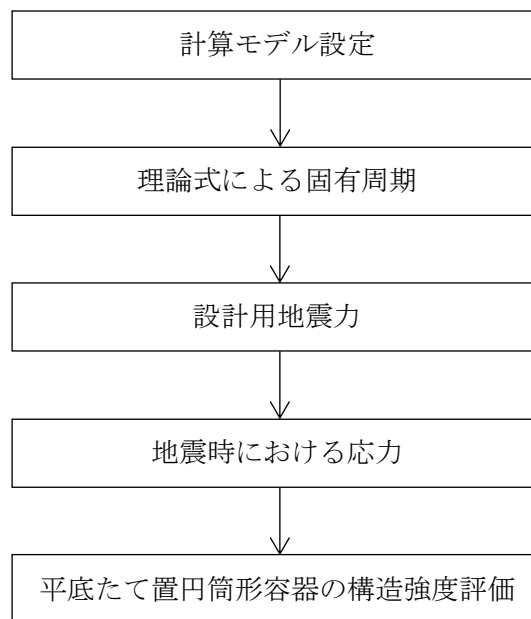 計算モデル設定
理論式による固有周期
設計用地震力
地震時における応力
平底たて置円筒形容器の構造強度評価